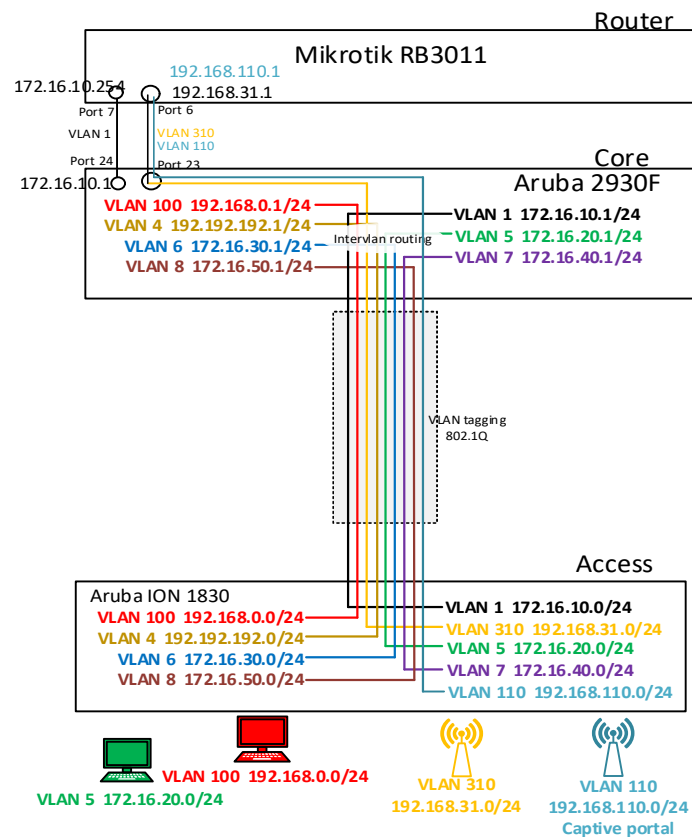 Router
Mikrotik RB3011
192.168.110.1
172.16.10.254
192.168.31.1
Port 7
Port 6
VLAN 1
VLAN 310
VLAN 110
Port 24
Port 23
172.16.10.1
Core
Aruba 2930F
VLAN 100 192.168.0.1/24
VLAN 4 192.192.192.1/24
VLAN 6 172.16.30.1/24
VLAN 8 172.16.50.1/24
Intervlan routing
VLAN 1 172.16.10.1/24
VLAN 5 172.16.20.1/24
VLAN 7 172.16.40.1/24
VLAN tagging
802.1Q
Access
Aruba ION 1830
VLAN 100 192.168.0.0/24
VLAN 4 192.192.192.0/24
VLAN 6 172.16.30.0/24
VLAN 8 172.16.50.0/24
VLAN 1 172.16.10.0/24
VLAN 310 192.168.31.0/24
VLAN 5 172.16.20.0/24
VLAN 7 172.16.40.0/24
VLAN 110 192.168.110.0/24
VLAN 5 172.16.20.0/24
VLAN 100 192.168.0.0/24
VLAN 310
192.168.31.0/24
VLAN 110
192.168.110.0/24
Captive portal